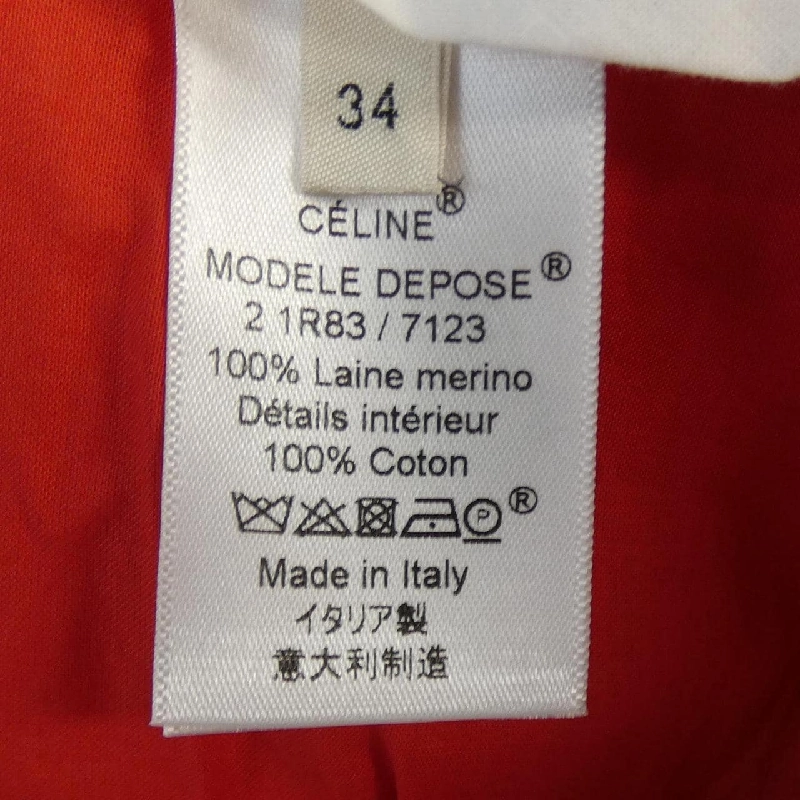 34
CÉLINE®
MODELE DEPOSE®
2 1R83 / 7123
100% Laine merino
Détails intérieur
100% Coton
P ®
Made in Italy
イタリア製
意大利制造